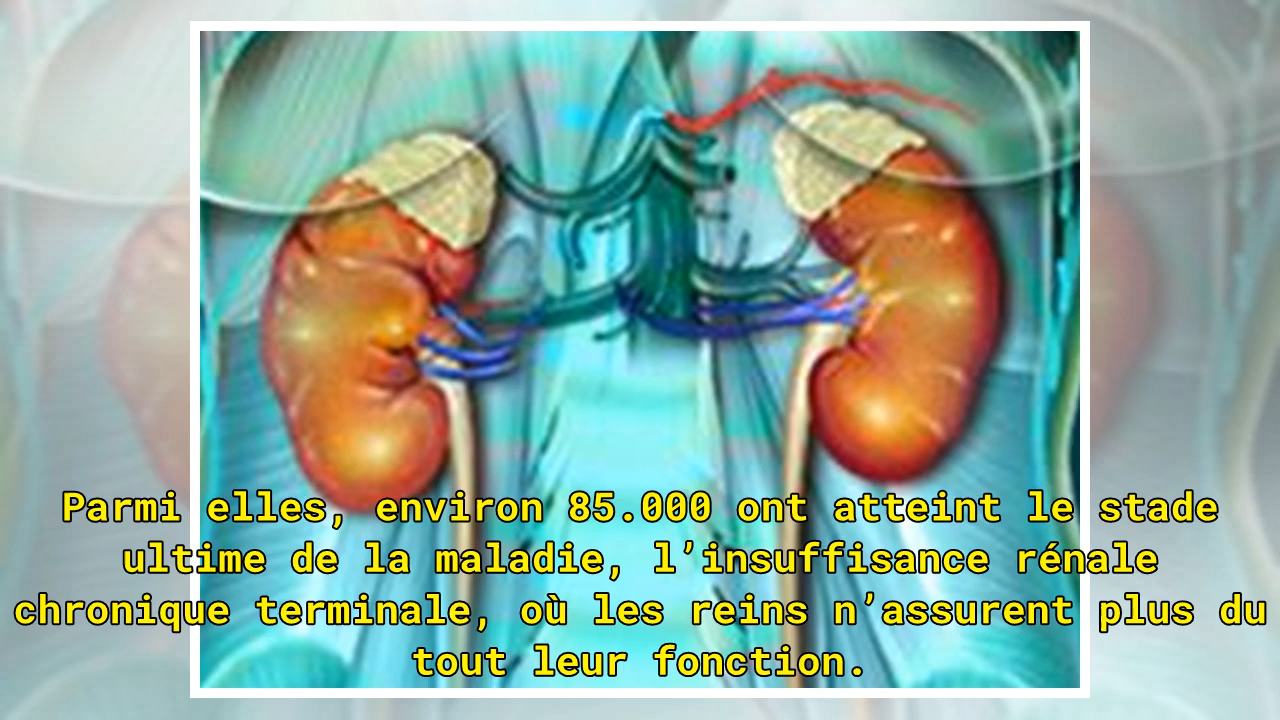 Parmi elles, environ 85.000 ont atteint le stade
ultime de la maladie, l’insuffisance rénale
chronique terminale, où les reins n’assurent plus du
tout leur fonction.